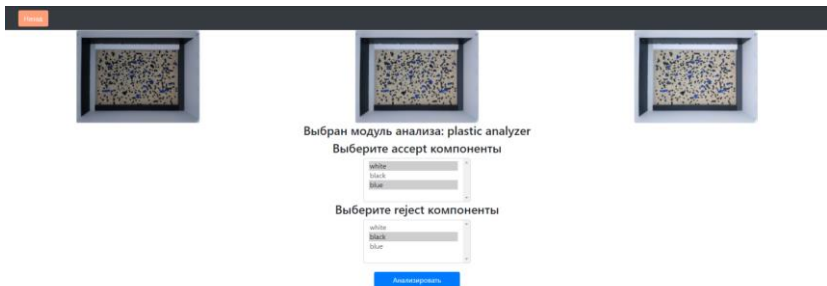 Назад
Выбран модуль анализа: plastic analyzer
Выберите accept компоненты
white
black
blue
Выберите reject компоненты
white
black
blue
Анализировать